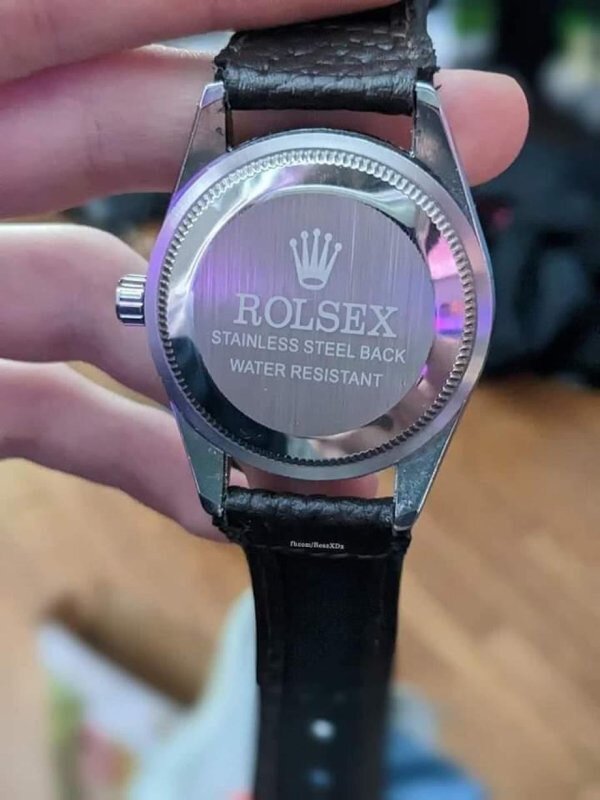 ROLSEX
STAINLESS STEEL BACK
WATER RESISTANT